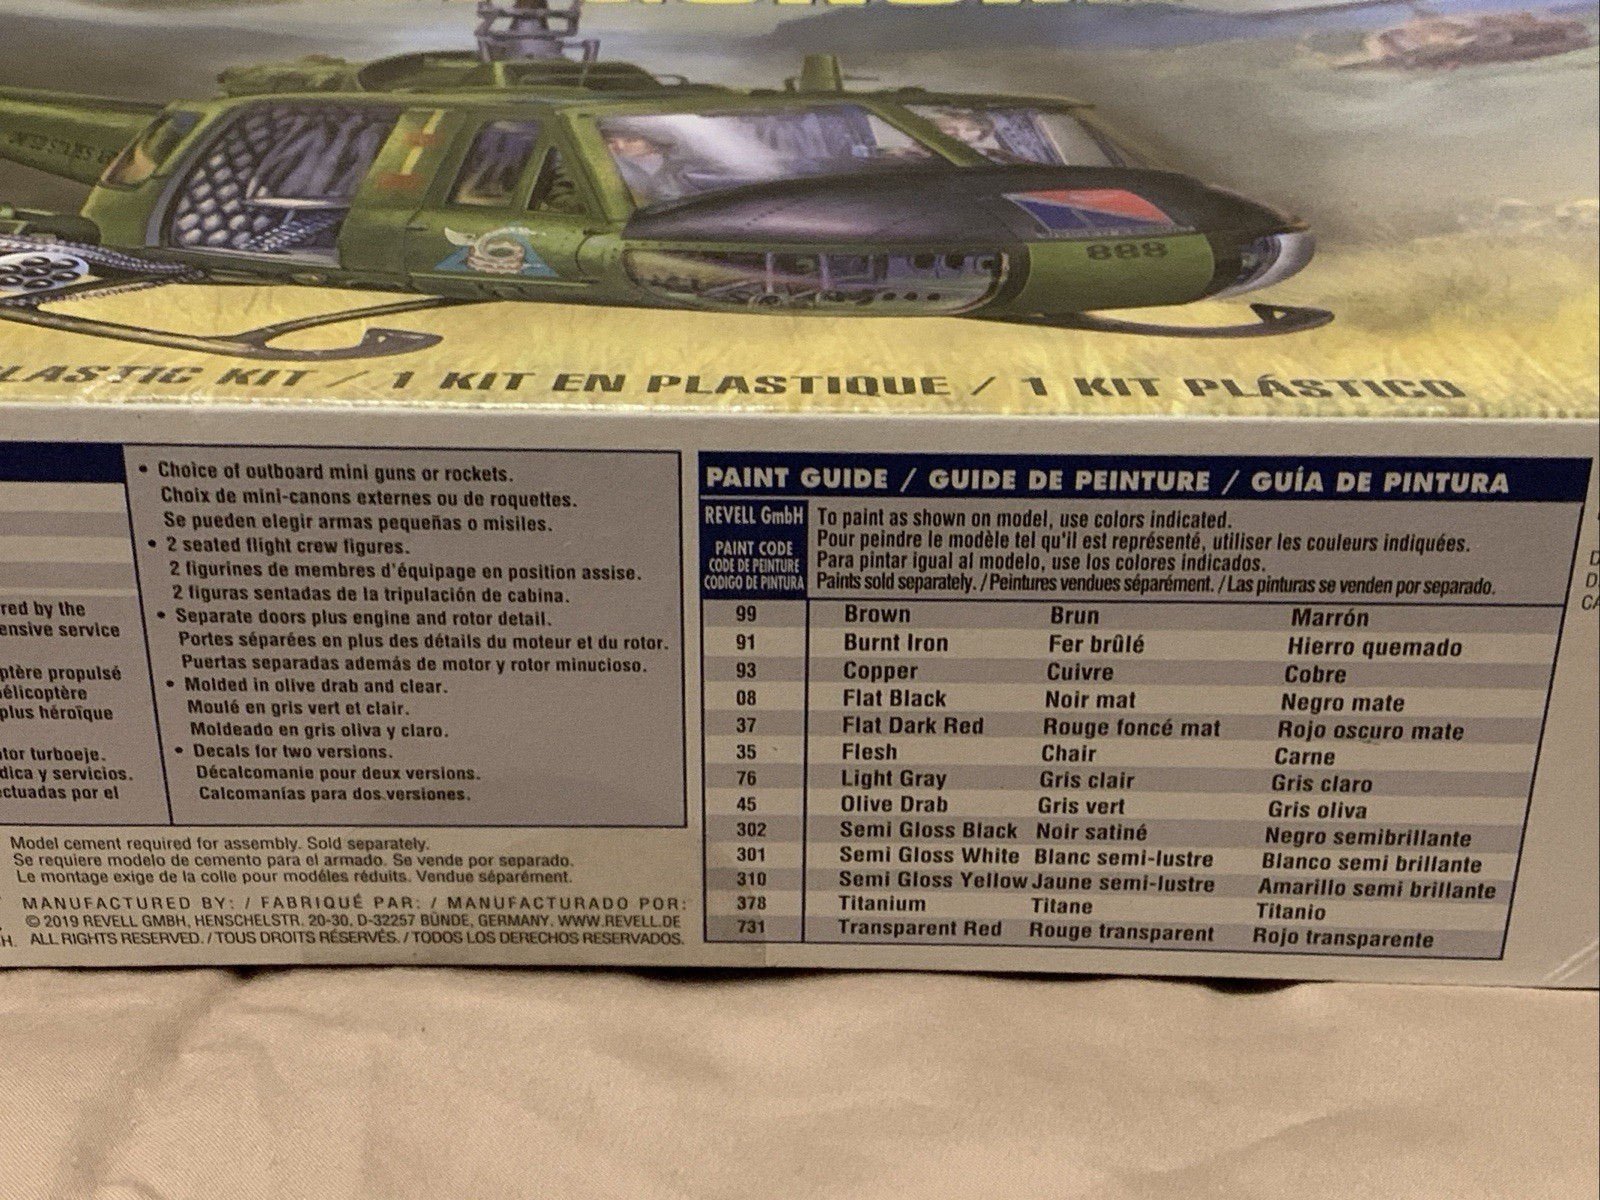 888
LASTIC KIT / 1 KIT EN PLASTIQUE / 1 KIT PLÁSTICO
red by the
ensive service
ptère propulsé
élicoptère
plus héroïque
tor turboeje.
dica y servicios.
ctuadas por el
• Choice of outboard mini guns or rockets.
Choix de mini-canons externes ou de roquettes.
Se pueden elegir armas pequeñas o misiles.
• 2 seated flight crew figures.
2 figurines de membres d'équipage en position assise.
2 figuras sentadas de la tripulación de cabina.
• Separate doors plus engine and rotor detail.
Portes séparées en plus des détails du moteur et du rotor.
Puertas separadas además de motor y rotor minucioso.
• Molded in olive drab and clear.
Moulé en gris vert et clair.
Moldeado en gris oliva y claro.
• Decals for two versions.
Décalcomanie pour deux versions.
Calcomanías para dos versiones.
Model cement required for assembly. Sold separately.
Se requiere modelo de cemento para el armado. Se vende por separado.
Le montage exige de la colle pour modéles réduits. Vendue séparément.
MANUFACTURED BY: / FABRIQUÉ PAR: / MANUFACTURADO POR:
© 2019 REVELL GMBH, HENSCHELSTR. 20-30, D-32257 BÜNDE, GERMANY. WWW.REVELL.DE
H. ALL RIGHTS RESERVED. / TOUS DROITS RÉSERVÉS. / TODOS LOS DERECHOS RESERVADOS.
PAINT GUIDE / GUIDE DE PEINTURE / GUÍA DE PINTURA
REVELL GmbH
PAINT CODE
CODE DE PEINTURE
CÓDIGO DE PINTURA
To paint as shown on model, use colors indicated.
Pour peindre le modèle tel qu'il est représenté, utiliser les couleurs indiquées.
Para pintar igual al modelo, use los colores indicados.
Paints sold separately. / Peintures vendues séparément. / Las pinturas se venden por separado.
99 Brown Brun Marrón
91 Burnt Iron Fer brûlé Hierro quemado
93 Copper Cuivre Cobre
08 Flat Black Noir mat Negro mate
37 Flat Dark Red Rouge foncé mat Rojo oscuro mate
35 Flesh Chair Carne
76 Light Gray Gris clair Gris claro
45 Olive Drab Gris vert Gris oliva
302 Semi Gloss Black Noir satiné Negro semibrillante
301 Semi Gloss White Blanc semi-lustre Blanco semi brillante
310 Semi Gloss Yellow Jaune semi-lustre Amarillo semi brillante
378 Titanium Titane Titanio
731 Transparent Red Rouge transparent Rojo transparente
D
D
CA